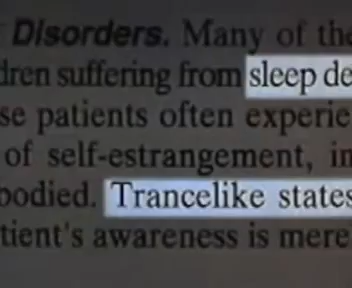 Disorders. Many of the
dren suffering from sleep de
se patients often experie
of self-estrangement, in
bodied. Trancelike states
tient's awareness is mere